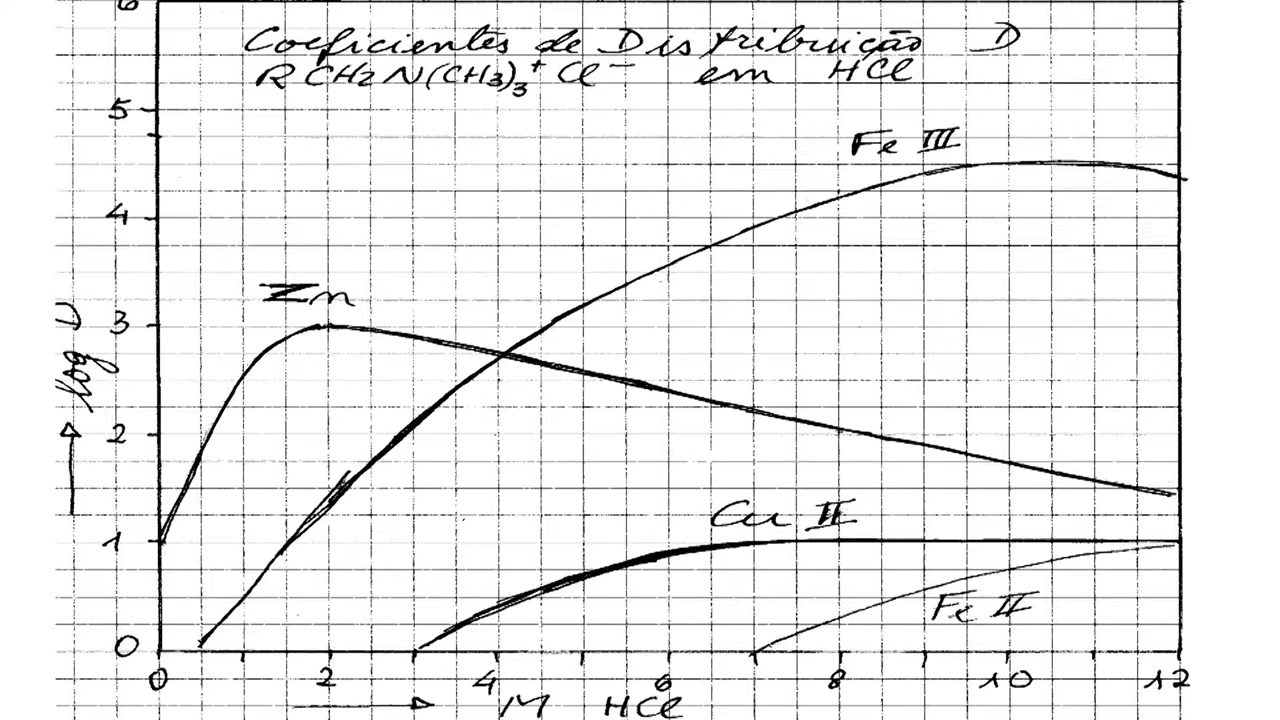 6
Coeficientes de Distribuição D
RCH2N(CH3)3+ Cl- em HCl
5
Fe III
4
Zn
3
log D
2
Cu II
1
Fe II
0
0 2 4 6 8 10 12
M HCl